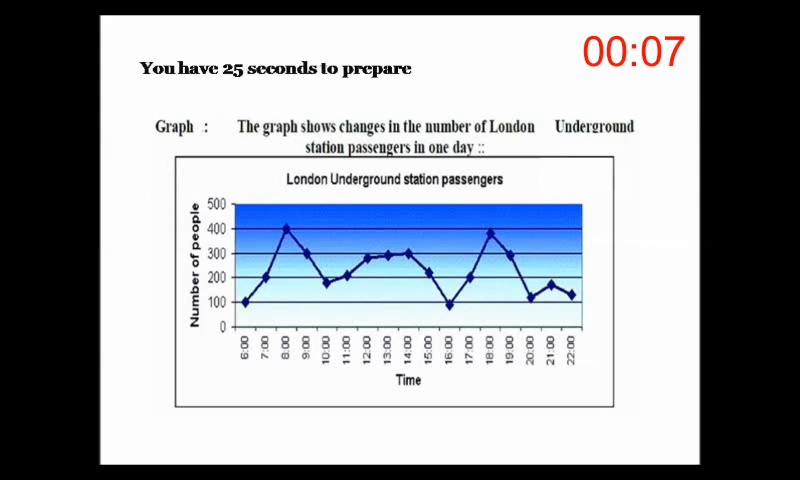 00:07
You have 25 seconds to prepare
Graph : The graph shows changes in the number of London Underground
station passengers in one day ::
London Underground station passengers
Number of people
500
400
300
200
100
0
6:00 7:00 8:00 9:00 10:00 11:00 12:00 13:00 14:00 15:00 16:00 17:00 18:00 19:00 20:00 21:00 22:00
Time